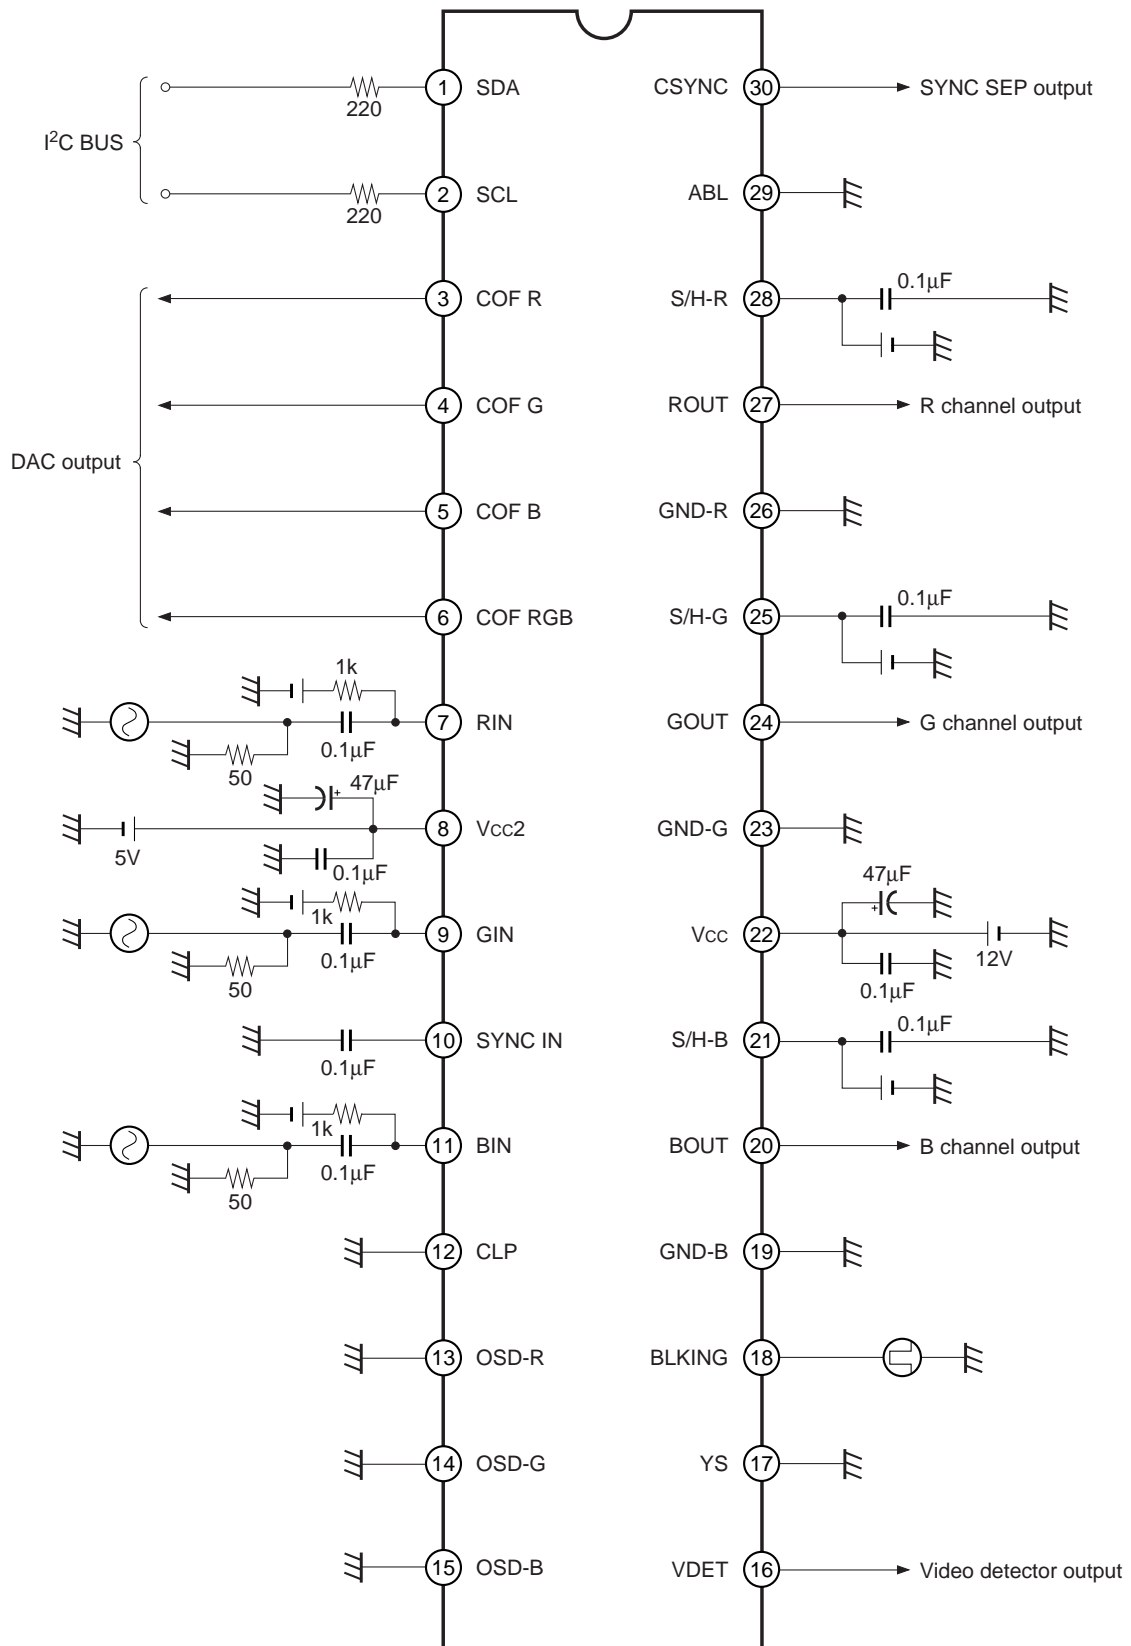 1 SDA
CSYNC 30
SYNC SEP output
220
I²C BUS
2 SCL
ABL 29
220
3 COF R
S/H-R 28
0.1μF
4 COF G
ROUT 27
R channel output
DAC output
5 COF B
GND-R 26
6 COF RGB
S/H-G 25
0.1μF
1k
7 RIN
GOUT 24
G channel output
0.1μF
50
47μF
+
8 Vcc2
GND-G 23
5V
0.1μF
47μF
+
1k
9 GIN
Vcc 22
12V
0.1μF
50
0.1μF
10 SYNC IN
S/H-B 21
0.1μF
0.1μF
1k
11 BIN
BOUT 20
B channel output
0.1μF
50
12 CLP
GND-B 19
13 OSD-R
BLKING 18
14 OSD-G
YS 17
15 OSD-B
VDET 16
Video detector output